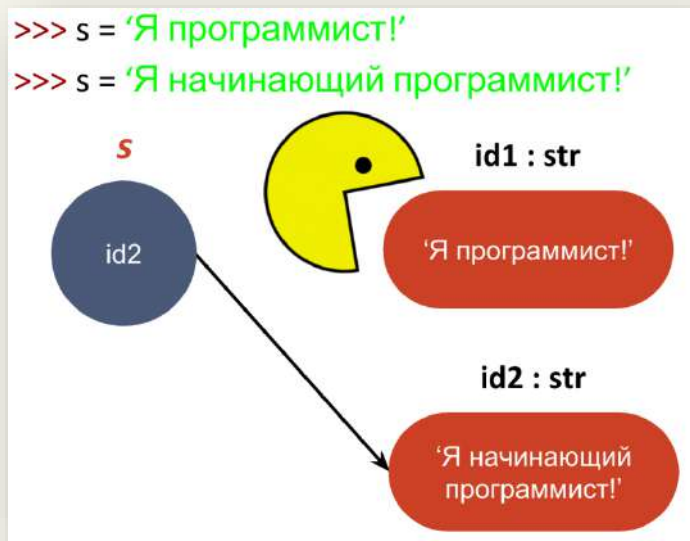 >>> s = ‘Я программист!’
>>> s = ‘Я начинающий программист!’
s
id1 : str
id2
‘Я программист!’
id2 : str
‘Я начинающий
программист!’